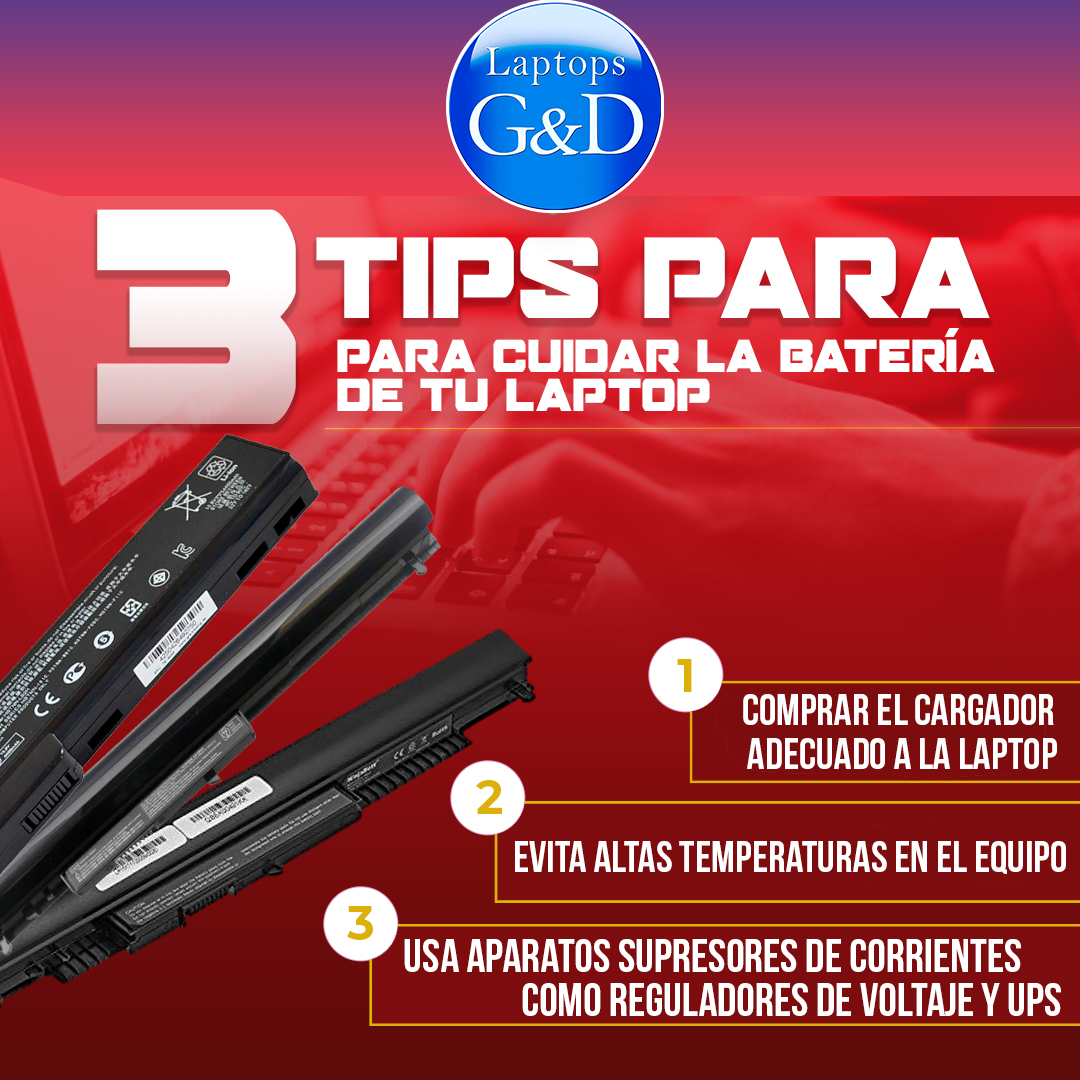 Laptops
G&D
3 TIPS PARA
PARA CUIDAR LA BATERÍA
DE TU LAPTOP
1
COMPRAR EL CARGADOR
ADECUADO A LA LAPTOP
2
EVITA ALTAS TEMPERATURAS EN EL EQUIPO
3
USA APARATOS SUPRESORES DE CORRIENTES
COMO REGULADORES DE VOLTAJE Y UPS